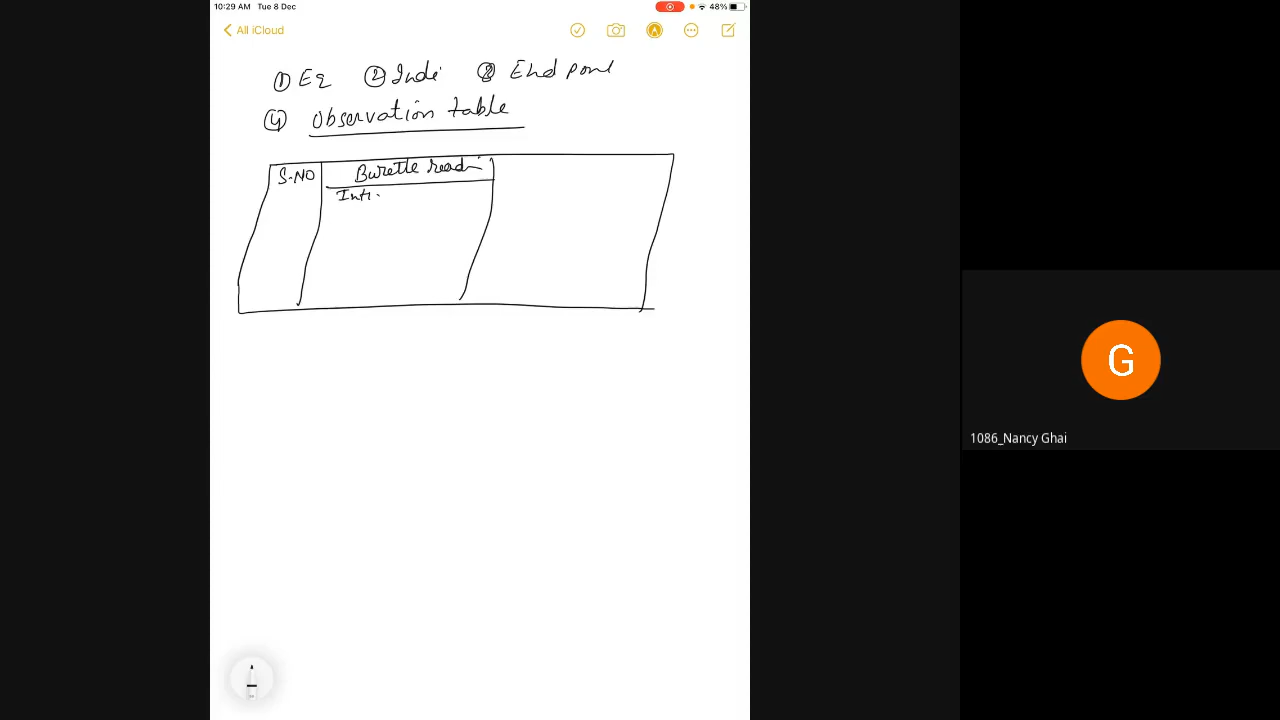 10:29 AM Tue 8 Dec
48%
All iCloud
① Eq ② Indi ③ End point
④ Observation table
S.NO Burette readi
Inti.
G
1086_Nancy Ghai